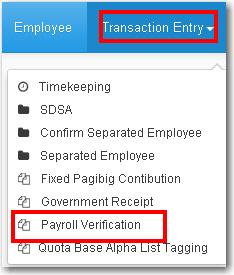 Employee
Transaction Entry
Timekeeping
SDSA
Confirm Separated Employee
Separated Employee
Fixed Pagibig Contibution
Government Receipt
Payroll Verification
Quota Base Alpha List Tagging